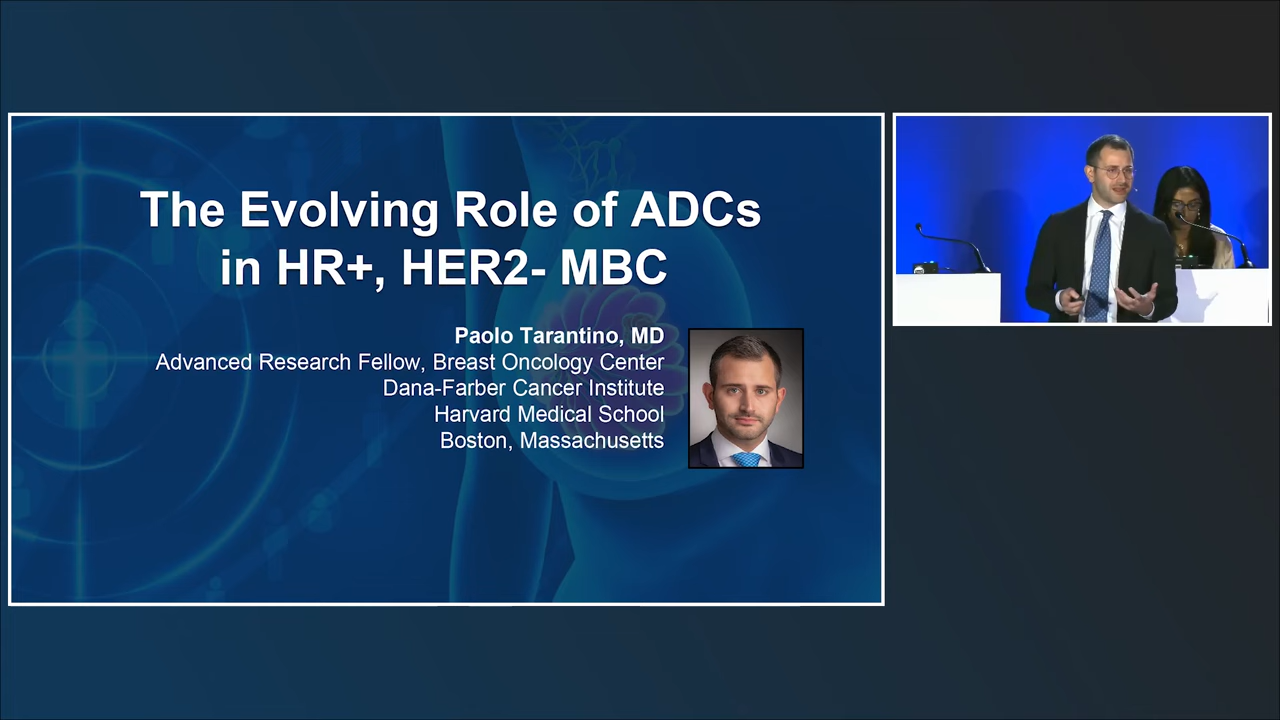 The Evolving Role of ADCs
in HR+, HER2- MBC
Paolo Tarantino, MD
Advanced Research Fellow, Breast Oncology Center
Dana-Farber Cancer Institute
Harvard Medical School
Boston, Massachusetts